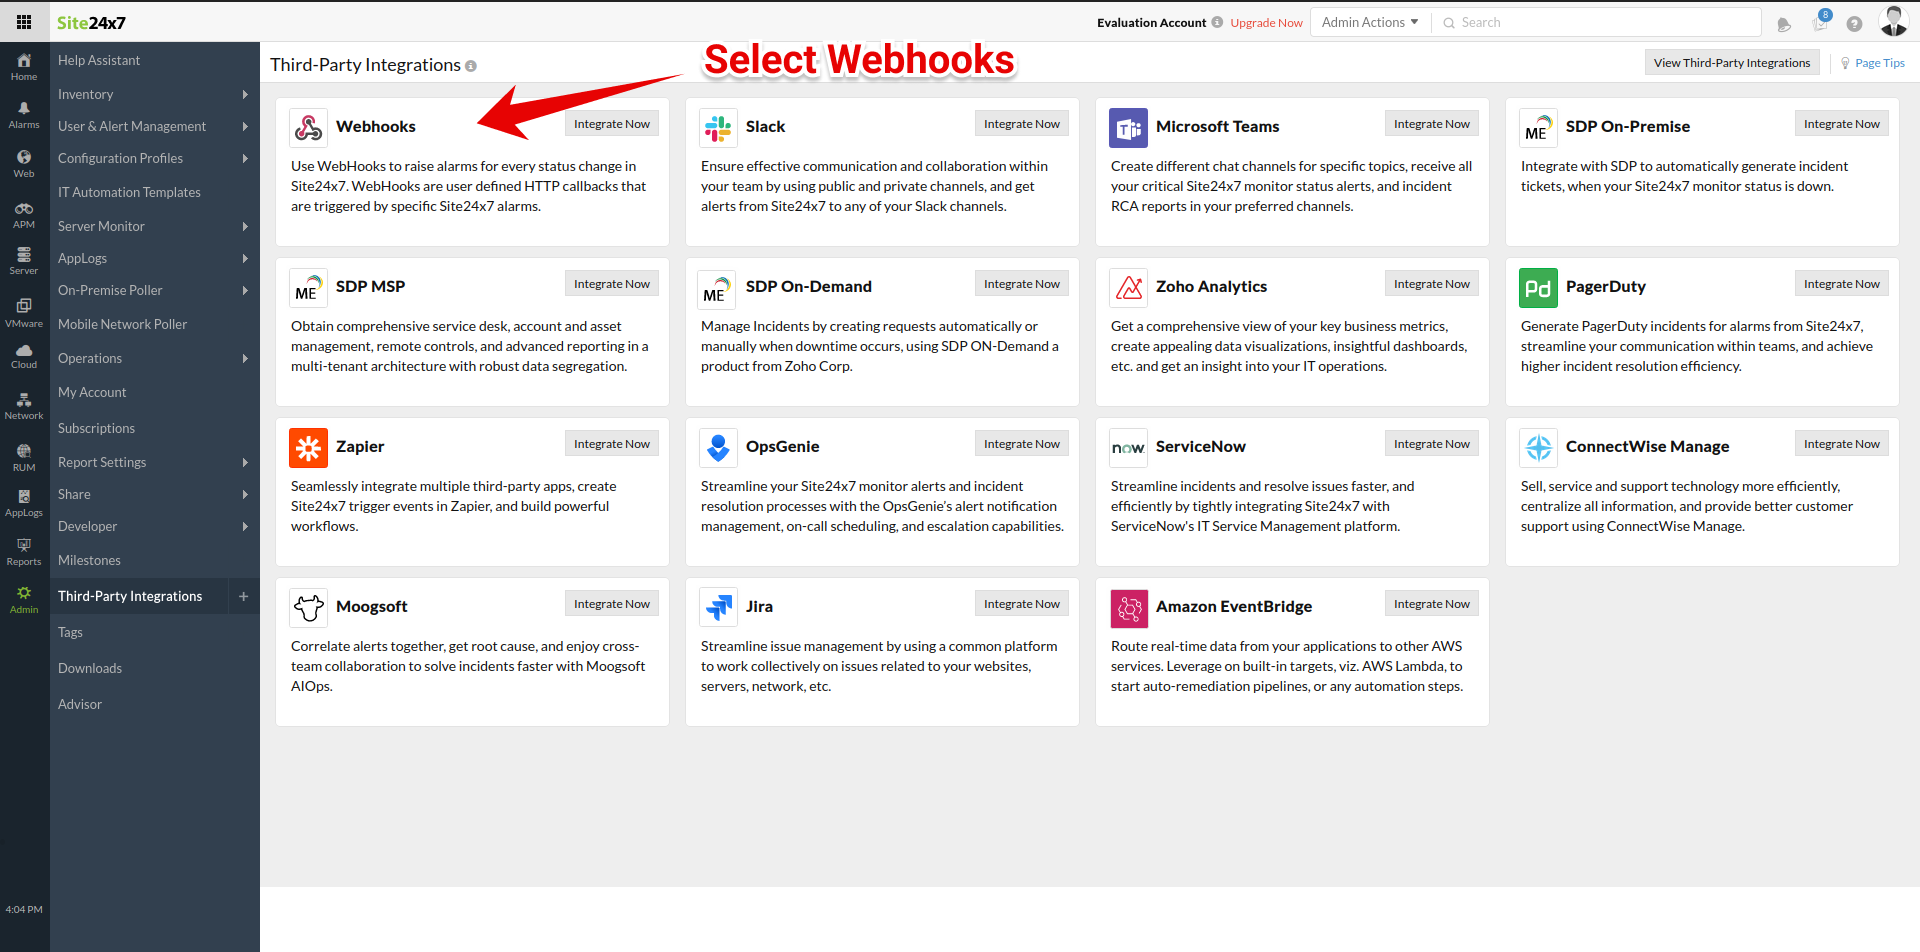 Site24x7
Evaluation Account
Upgrade Now
Admin Actions
Search
8
Home
Alarms
Web
APM
Server
VMware
Cloud
Network
RUM
AppLogs
Reports
Admin
4:04 PM
Help Assistant
Inventory
User & Alert Management
Configuration Profiles
IT Automation Templates
Server Monitor
AppLogs
On-Premise Poller
Mobile Network Poller
Operations
My Account
Subscriptions
Report Settings
Share
Developer
Milestones
Third-Party Integrations +
Tags
Downloads
Advisor
Third-Party Integrations
Select Webhooks
View Third-Party Integrations
Page Tips
Webhooks
Integrate Now
Use WebHooks to raise alarms for every status change in
Site24x7. WebHooks are user defined HTTP callbacks that
are triggered by specific Site24x7 alarms.
Slack
Integrate Now
Ensure effective communication and collaboration within
your team by using public and private channels, and get
alerts from Site24x7 to any of your Slack channels.
Microsoft Teams
Integrate Now
Create different chat channels for specific topics, receive all
your critical Site24x7 monitor status alerts, and incident
RCA reports in your preferred channels.
ME
SDP On-Premise
Integrate Now
Integrate with SDP to automatically generate incident
tickets, when your Site24x7 monitor status is down.
ME
SDP MSP
Integrate Now
Obtain comprehensive service desk, account and asset
management, remote controls, and advanced reporting in a
multi-tenant architecture with robust data segregation.
ME
SDP On-Demand
Integrate Now
Manage Incidents by creating requests automatically or
manually when downtime occurs, using SDP ON-Demand a
product from Zoho Corp.
Zoho Analytics
Integrate Now
Get a comprehensive view of your key business metrics,
create appealing data visualizations, insightful dashboards,
etc. and get an insight into your IT operations.
Pd
PagerDuty
Integrate Now
Generate PagerDuty incidents for alarms from Site24x7,
streamline your communication within teams, and achieve
higher incident resolution efficiency.
Zapier
Integrate Now
Seamlessly integrate multiple third-party apps, create
Site24x7 trigger events in Zapier, and build powerful
workflows.
OpsGenie
Integrate Now
Streamline your Site24x7 monitor alerts and incident
resolution processes with the OpsGenie's alert notification
management, on-call scheduling, and escalation capabilities.
now.
ServiceNow
Integrate Now
Streamline incidents and resolve issues faster, and
efficiently by tightly integrating Site24x7 with
ServiceNow's IT Service Management platform.
ConnectWise Manage
Integrate Now
Sell, service and support technology more efficiently,
centralize all information, and provide better customer
support using ConnectWise Manage.
Moogsoft
Integrate Now
Correlate alerts together, get root cause, and enjoy cross-
team collaboration to solve incidents faster with Moogsoft
AIOps.
Jira
Integrate Now
Streamline issue management by using a common platform
to work collectively on issues related to your websites,
servers, network, etc.
Amazon EventBridge
Integrate Now
Route real-time data from your applications to other AWS
services. Leverage on built-in targets, viz. AWS Lambda, to
start auto-remediation pipelines, or any automation steps.